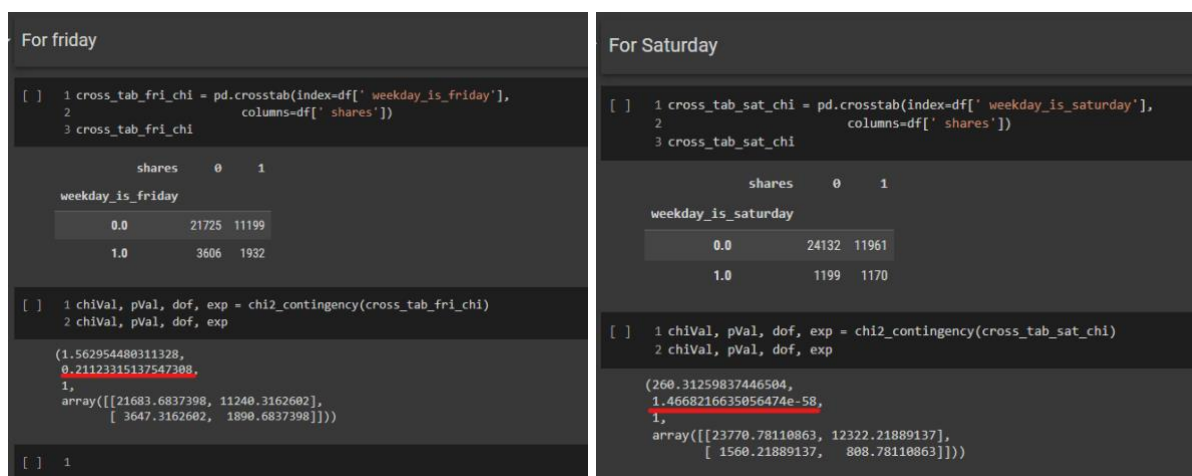 For friday
[ ] 1 cross_tab_fri_chi = pd.crosstab(index=df[' weekday_is_friday'],
2 columns=df[' shares'])
3 cross_tab_fri_chi
shares 0 1
weekday_is_friday
0.0 21725 11199
1.0 3606 1932
[ ] 1 chiVal, pVal, dof, exp = chi2_contingency(cross_tab_fri_chi)
2 chiVal, pVal, dof, exp
(1.562954480311328,
0.21123315137547308,
1,
array([[21683.6837398, 11240.3162602],
[ 3647.3162602, 1890.6837398]]))
[ ] 1
For Saturday
[ ] 1 cross_tab_sat_chi = pd.crosstab(index=df[' weekday_is_saturday'],
2 columns=df[' shares'])
3 cross_tab_sat_chi
shares 0 1
weekday_is_saturday
0.0 24132 11961
1.0 1199 1170
[ ] 1 chiVal, pVal, dof, exp = chi2_contingency(cross_tab_sat_chi)
2 chiVal, pVal, dof, exp
(260.31259837446504,
1.4668216635056474e-58,
1,
array([[23770.78110863, 12322.21889137],
[ 1560.21889137, 808.78110863]]))